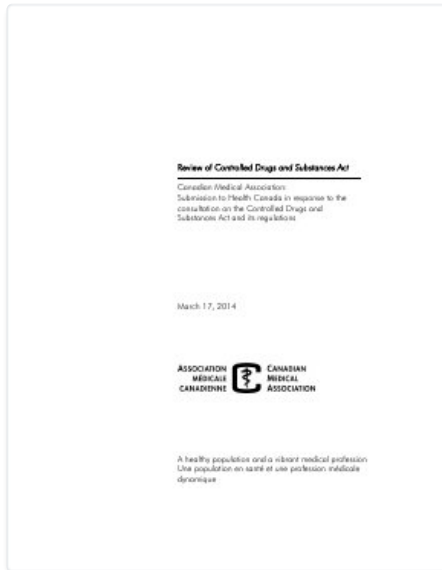 Review of Controlled Drugs and Substances Act
Canadian Medical Association:
Submission to Health Canada in response to the
consultation on the Controlled Drugs and
Substances Act and its regulations
March 17, 2014
ASSOCIATION
MÉDICALE
CANADIENNE
CANADIAN
MEDICAL
ASSOCIATION
A healthy population and a vibrant medical profession
Une population en santé et une profession médicale
dynamique